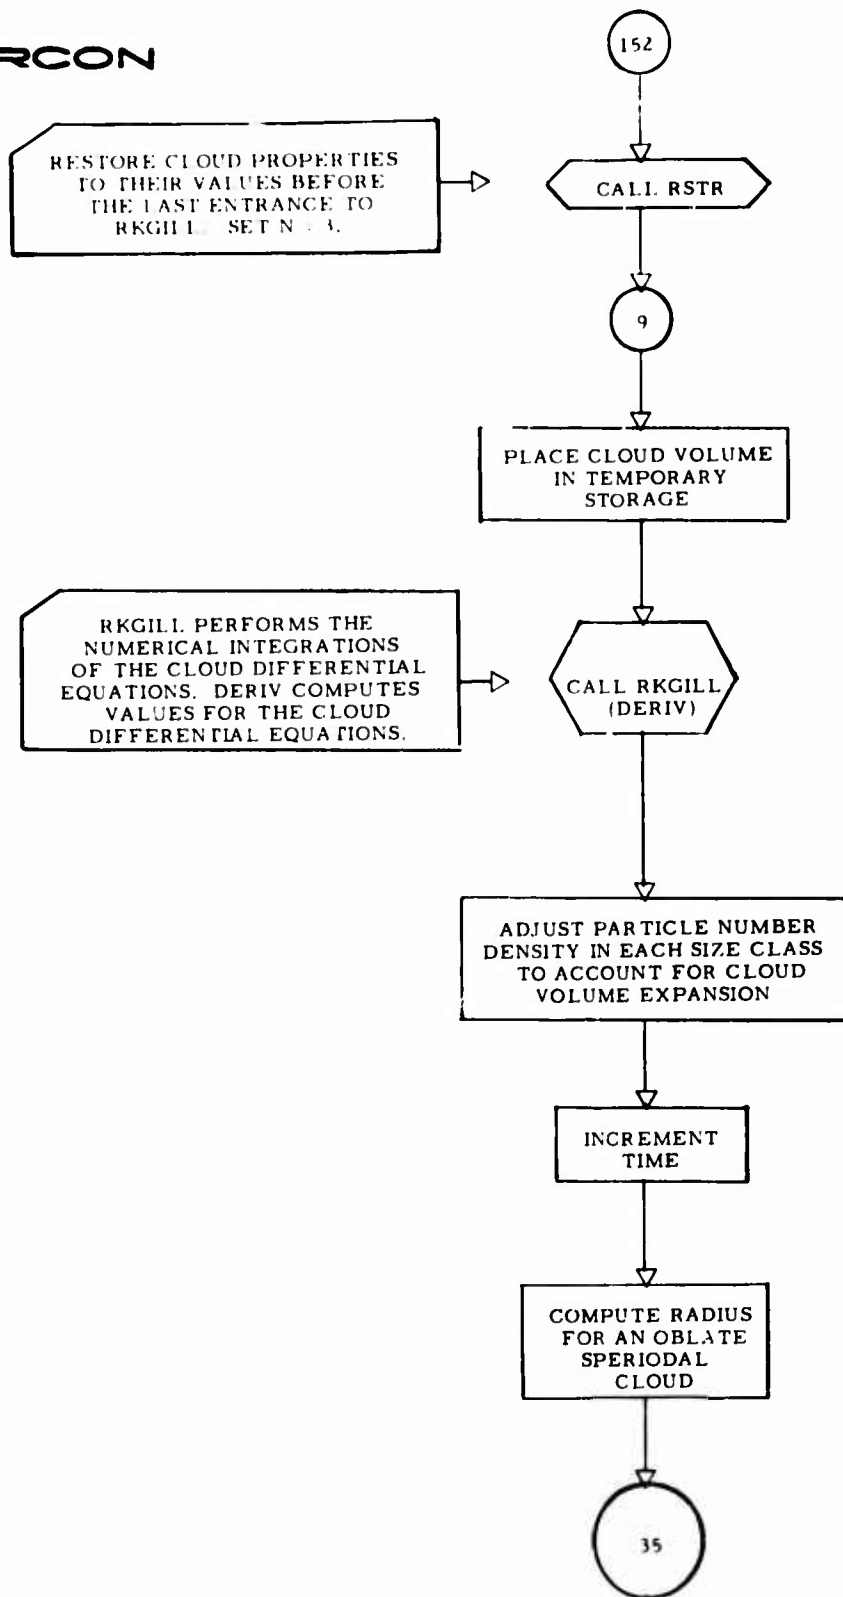 RCON
152
RESTORE CLOUD PROPERTIES
TO THEIR VALUES BEFORE
THE LAST ENTRANCE TO
RKGILL. SET N
CALL RSTR
9
PLACE CLOUD VOLUME
IN TEMPORARY
STORAGE
RKGILL PERFORMS THE
NUMERICAL INTEGRATIONS
OF THE CLOUD DIFFERENTIAL
EQUATIONS. DERIV COMPUTES
VALUES FOR THE CLOUD
DIFFERENTIAL EQUATIONS.
CALL RKGILL
(DERIV)
ADJUST PARTICLE NUMBER
DENSITY IN EACH SIZE CLASS
TO ACCOUNT FOR CLOUD
VOLUME EXPANSION
INCREMENT
TIME
COMPUTE RADIUS
FOR AN OBLATE
SPERIODAL
CLOUD
35